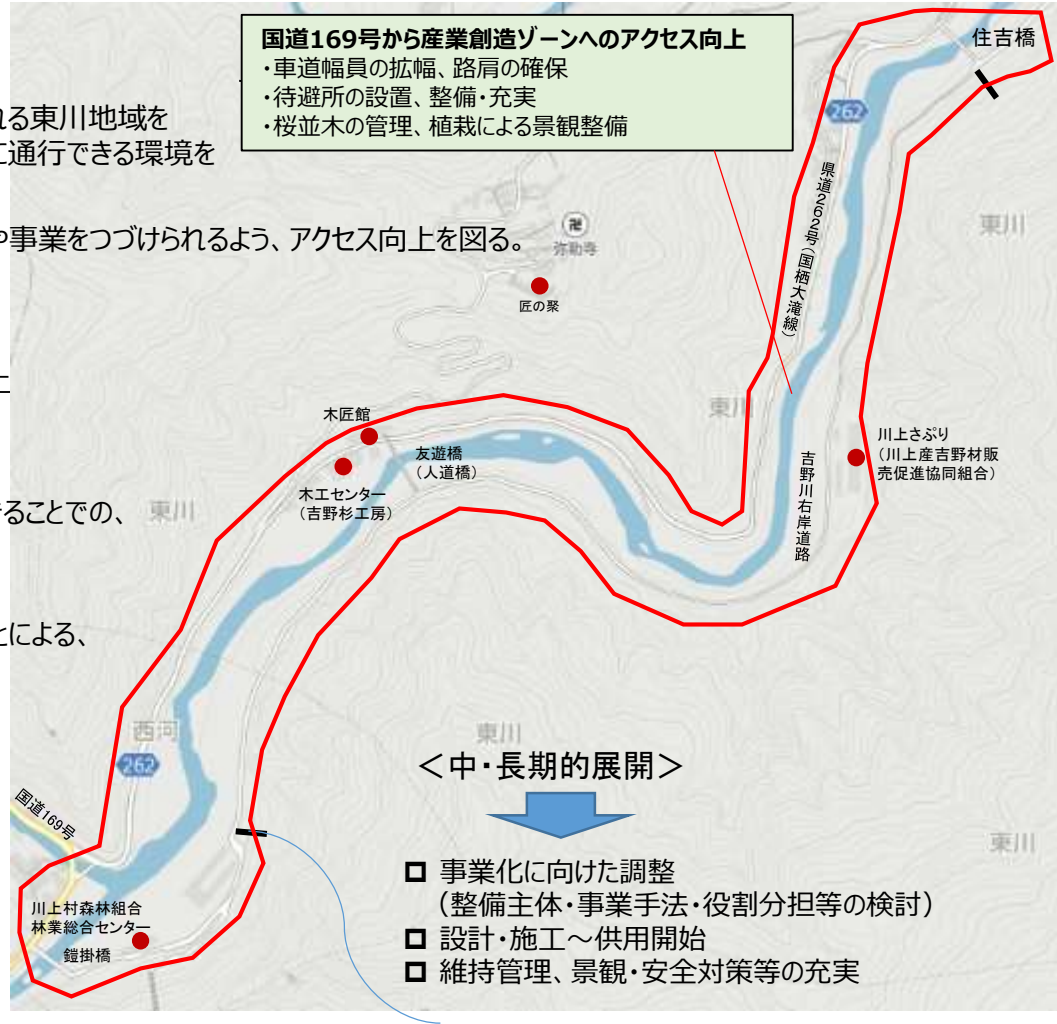 国道169号から産業創造ゾーンへのアクセス向上
・車道幅員の拡幅、路肩の確保
・待避所の設置、整備・充実
・桜並木の管理、植栽による景観整備
住吉橋
262
れる東川地域を
に通行できる環境を
や事業をつづけられるよう、アクセス向上を図る。
県道262号(国栖大滝線)
東川
弥勒寺
匠の聚
東川
木匠館
友遊橋
(人道橋)
木工センター
(吉野杉工房)
川上さぷり
(川上産吉野材販
売促進協同組合)
吉野川右岸道路
きることでの、
東川
とによる、
西河
262
東川
国道169号
東川
<中・長期的展開>
事業化に向けた調整
(整備主体・事業手法・役割分担等の検討)
設計・施工~供用開始
維持管理、景観・安全対策等の充実
川上村森林組合
林業総合センター
鎧掛橋